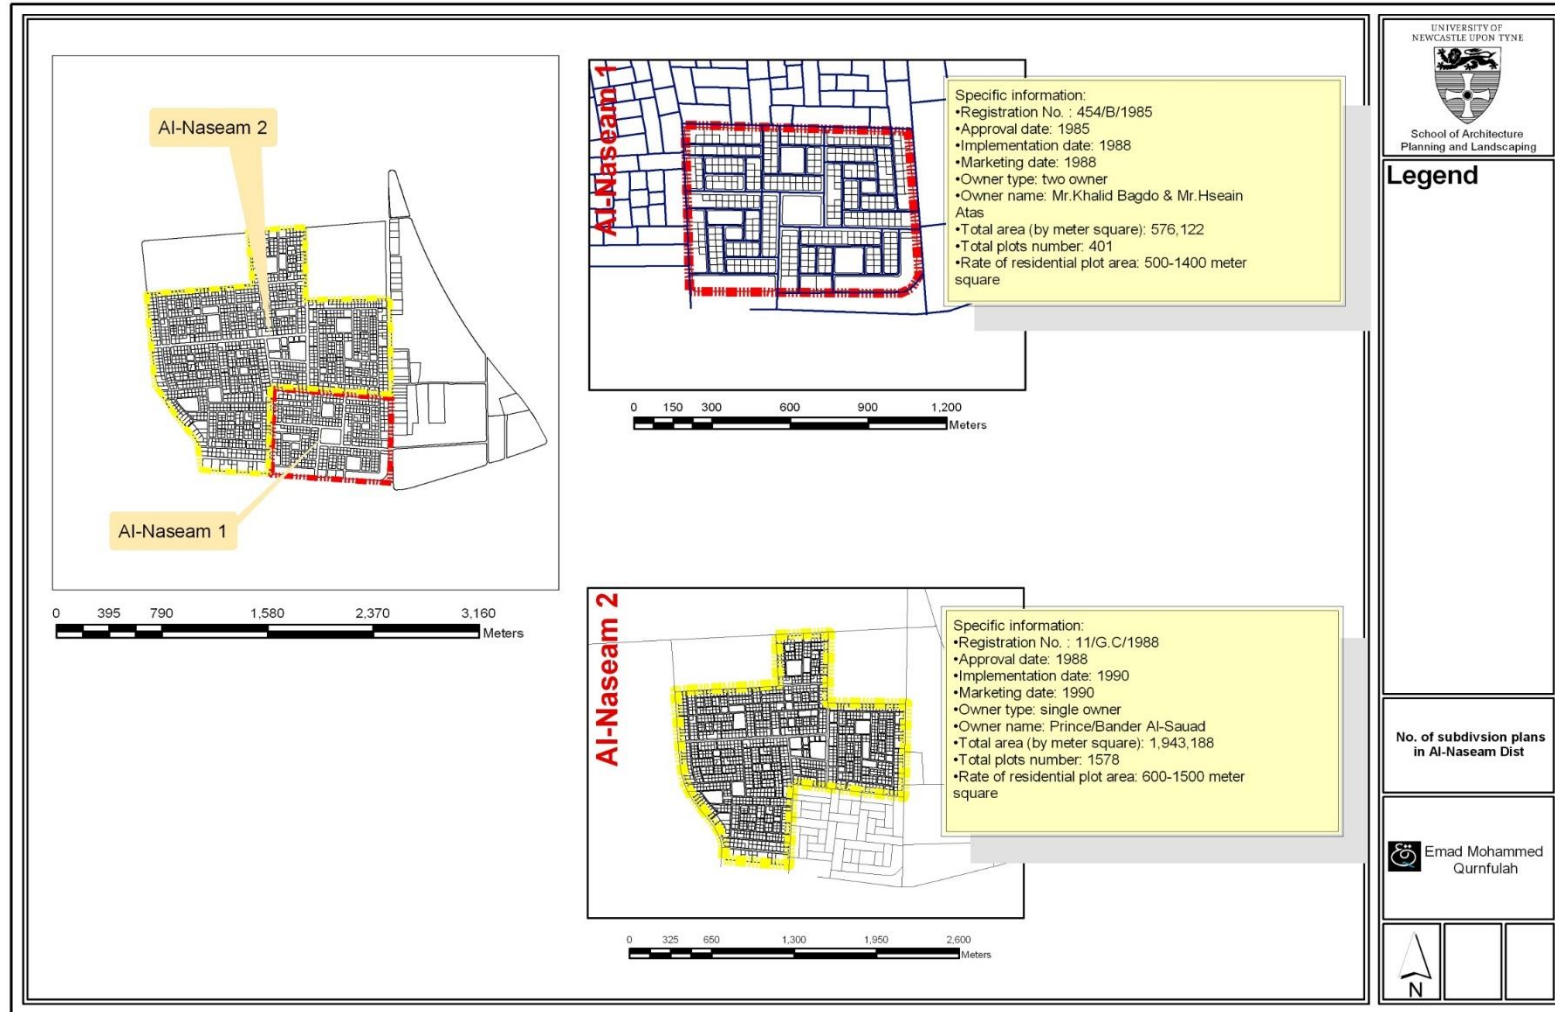 Al-Naseam 2
Al-Naseam 1
0 395 790 1,580 2,370 3,160
Meters
Al-Naseam 1
Specific information:
•Registration No. : 454/B/1985
•Approval date: 1985
•Implementation date: 1988
•Marketing date: 1988
•Owner type: two owner
•Owner name: Mr.Khalid Bagdo & Mr.Hseain
Atas
•Total area (by meter square): 576,122
•Total plots number: 401
•Rate of residential plot area: 500-1400 meter
square
0 150 300 600 900 1,200
Meters
Al-Naseam 2
Specific information:
•Registration No. : 11/G.C/1988
•Approval date: 1988
•Implementation date: 1990
•Marketing date: 1990
•Owner type: single owner
•Owner name: Prince/Bander Al-Sauad
•Total area (by meter square): 1,943,188
•Total plots number: 1578
•Rate of residential plot area: 600-1500 meter
square
0 325 650 1,300 1,950 2,600
Meters
UNIVERSITY OF
NEWCASTLE UPON TYNE
School of Architecture
Planning and Landscaping
Legend
No. of subdivsion plans
in Al-Naseam Dist
Emad Mohammed
Qurnfulah
N